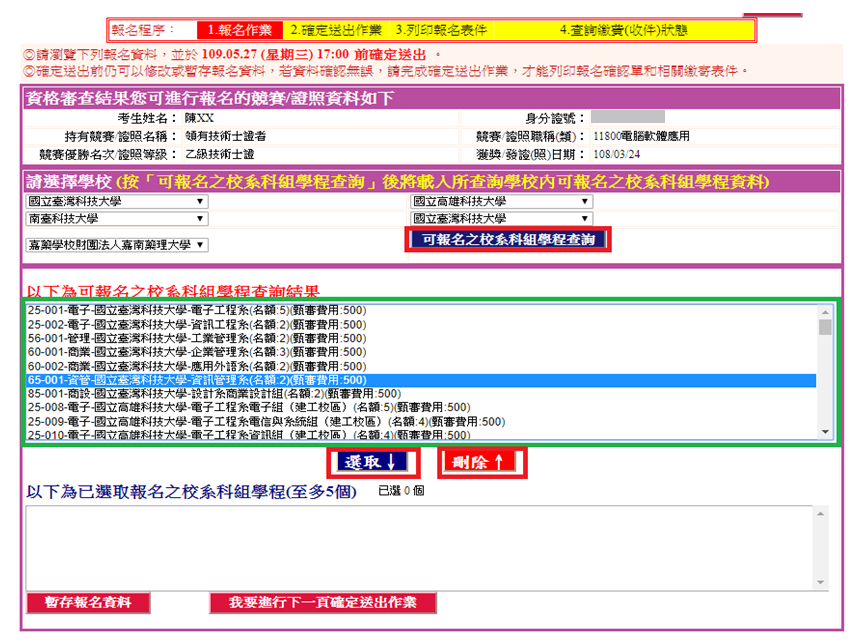 報名程序： 1.報名作業 2.確定送出作業 3.列印報名表件 4.查詢繳費(收件)狀態
◎請瀏覽下列報名資料，並於 109.05.27 (星期三) 17:00 前確定送出 。
◎確定送出前仍可以修改或暫存報名資料，若資料確認無誤，請完成確定送出作業，才能列印報名確認單和相關繳寄表件。
資格審查結果您可進行報名的競賽/證照資料如下
考生姓名： 陳XX 身分證號：
持有競賽/證照名稱： 領有技術士證者 競賽/證照職稱(類)： 11800電腦軟體應用
競賽優勝名次/證照等級： 乙級技術士證 獲獎/發證(照)日期： 108/03/24
請選擇學校 (按「可報名之校系科組學程查詢」後將載入所查詢學校內可報名之校系科組學程資料)
國立臺灣科技大學 國立高雄科技大學
南臺科技大學 國立臺灣科技大學
嘉藥學校財團法人嘉南藥理大學 可報名之校系科組學程查詢
以下為可報名之校系科組學程查詢結果
25-001-電子-國立臺灣科技大學-電子工程系(名額:5)(甄審費用:500)
25-002-電子-國立臺灣科技大學-資訊工程系(名額:2)(甄審費用:500)
56-001-管理-國立臺灣科技大學-工業管理系(名額:2)(甄審費用:500)
60-001-商業-國立臺灣科技大學-企業管理系(名額:3)(甄審費用:500)
60-002-商業-國立臺灣科技大學-應用外語系(名額:2)(甄審費用:500)
65-001-資管-國立臺灣科技大學-資訊管理系(名額:2)(甄審費用:500)
85-001-商設-國立臺灣科技大學-設計系商業設計組(名額:2)(甄審費用:500)
25-008-電子-國立高雄科技大學-電子工程系電子組（建工校區）(名額:5)(甄審費用:500)
25-009-電子-國立高雄科技大學-電子工程系電信與系統組（建工校區）(名額:4)(甄審費用:500)
25-010-電子-國立高雄科技大學-電子工程系資訊組（建工校區）(名額:4)(甄審費用:500)
選取↓ 刪除↑
以下為已選取報名之校系科組學程(至多5個) 已選 0 個
暫存報名資料 我要進行下一頁確定送出作業